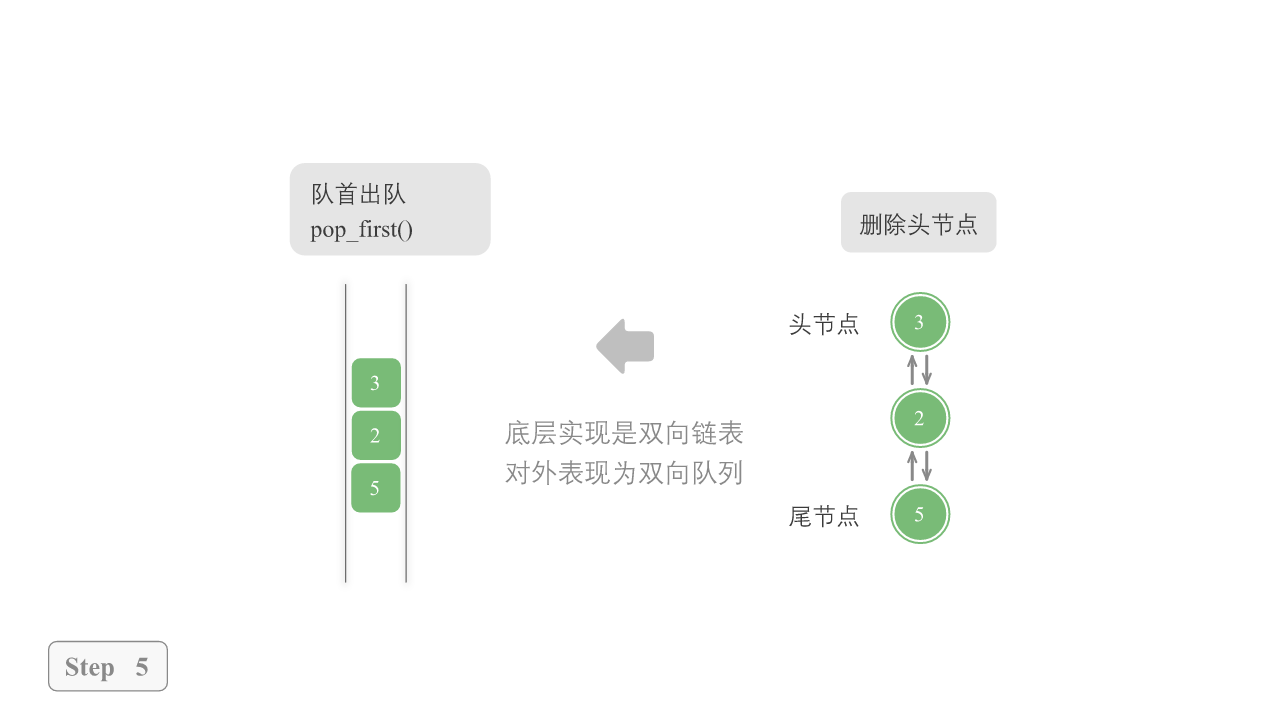 队首出队
pop_first()
3
2
5
底层实现是双向链表
对外表现为双向队列
删除头节点
头节点
3
2
尾节点
5
Step 5